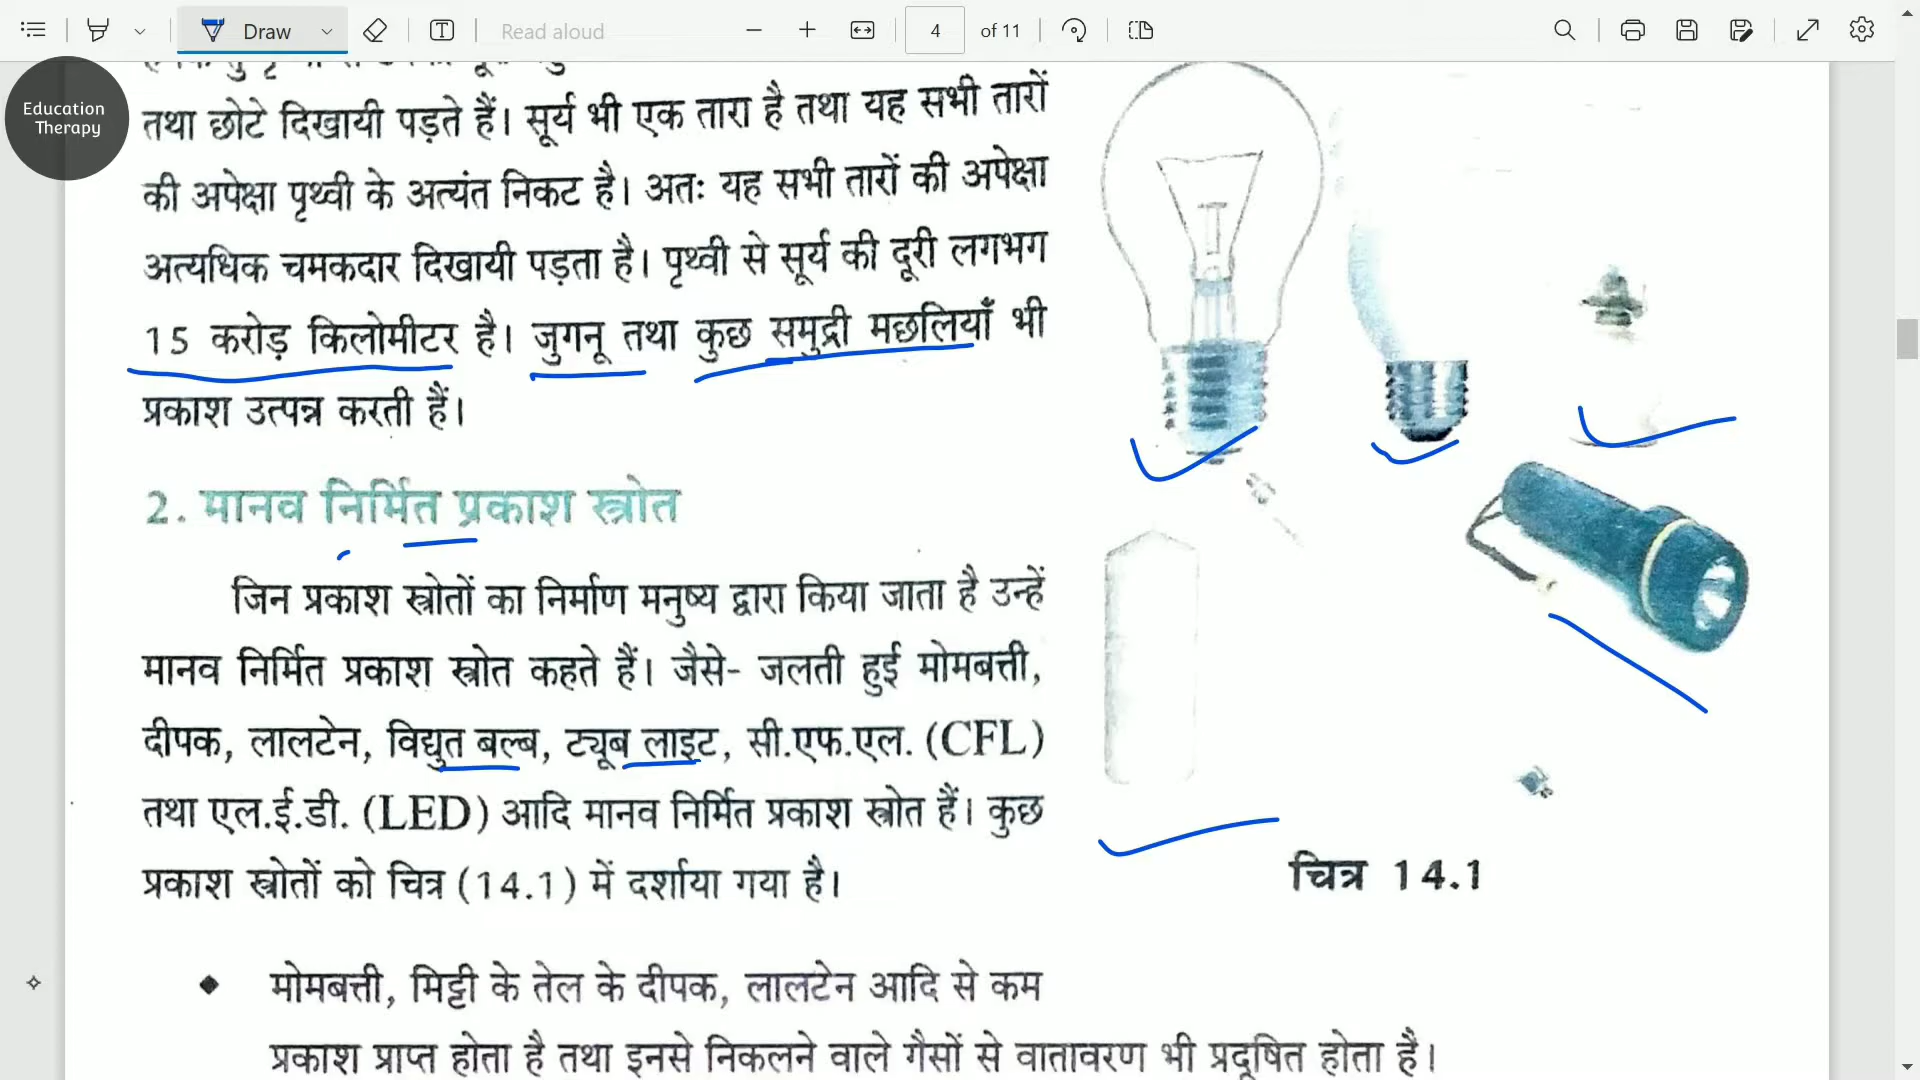 Draw
Read aloud
4
of 11
Education
Therapy
तथा छोटे दिखायी पड़ते हैं। सूर्य भी एक तारा है तथा यह सभी तारों
की अपेक्षा पृथ्वी के अत्यंत निकट है। अतः यह सभी तारों की अपेक्षा
अत्यधिक चमकदार दिखायी पड़ता है। पृथ्वी से सूर्य की दूरी लगभग
15 करोड़ किलोमीटर है। जुगनू तथा कुछ समुद्री मछलियाँ भी
प्रकाश उत्पन्न करती हैं।
2. मानव निर्मित प्रकाश स्त्रोत
जिन प्रकाश स्त्रोतों का निर्माण मनुष्य द्वारा किया जाता है उन्हें
मानव निर्मित प्रकाश स्त्रोत कहते हैं। जैसे- जलती हुई मोमबत्ती,
दीपक, लालटेन, विद्युत बल्ब, ट्यूब लाइट, सी.एफ.एल. (CFL)
तथा एल.ई.डी. (LED) आदि मानव निर्मित प्रकाश स्त्रोत हैं। कुछ
प्रकाश स्त्रोतों को चित्र (14.1) में दर्शाया गया है।
चित्र 14.1
◆ मोमबत्ती, मिट्टी के तेल के दीपक, लालटेन आदि से कम
प्रकाश प्राप्त होता है तथा इनसे निकलने वाले गैसों से वातावरण भी प्रदूषित होता है।